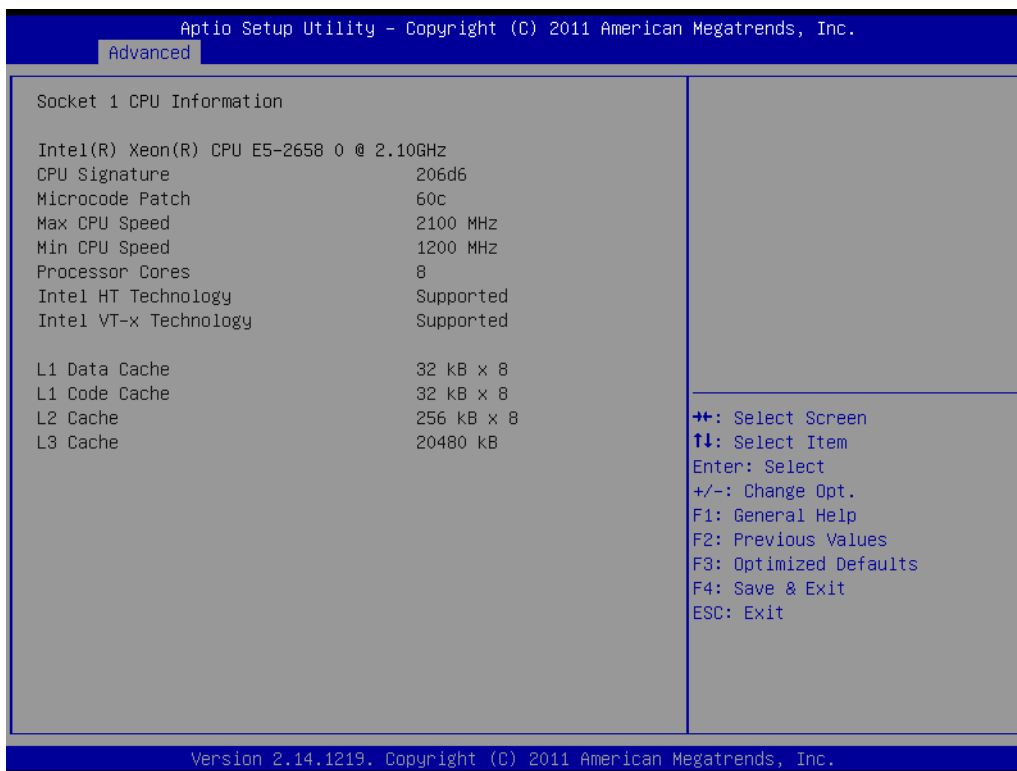 Aptio Setup Utility – Copyright (C) 2011 American Megatrends, Inc.
Advanced
Socket 1 CPU Information
Intel(R) Xeon(R) CPU E5-2658 0 @ 2.10GHz
CPU Signature 206d6
Microcode Patch 60c
Max CPU Speed 2100 MHz
Min CPU Speed 1200 MHz
Processor Cores 8
Intel HT Technology Supported
Intel VT-x Technology Supported
L1 Data Cache 32 kB x 8
L1 Code Cache 32 kB x 8
L2 Cache 256 kB x 8
L3 Cache 20480 kB
→←: Select Screen
↑↓: Select Item
Enter: Select
+/-: Change Opt.
F1: General Help
F2: Previous Values
F3: Optimized Defaults
F4: Save & Exit
ESC: Exit
Version 2.14.1219. Copyright (C) 2011 American Megatrends, Inc.